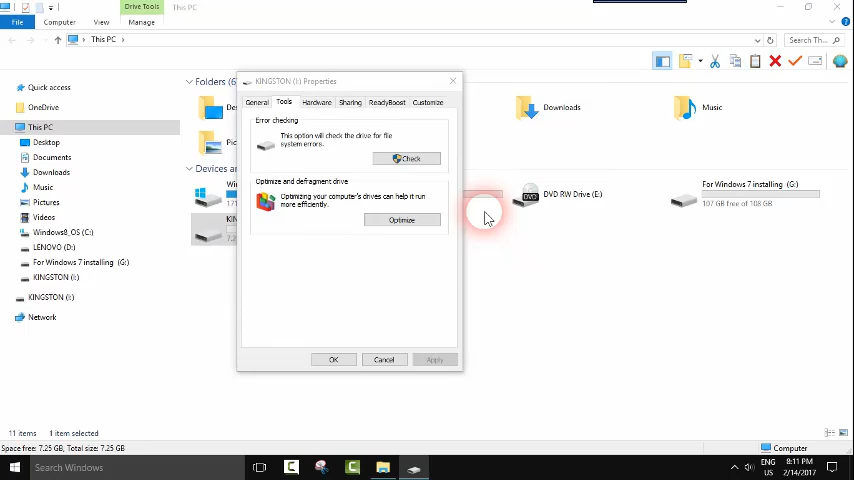 Drive Tools
This PC
File
Computer
View
Manage
This PC
Search Th...
Quick access
OneDrive
This PC
Desktop
Documents
Downloads
Music
Pictures
Videos
Windows8_OS (C:)
LENOVO (D:)
For Windows 7 installing (G:)
KINGSTON (I:)
KINGSTON (I:)
Network
Folders (6
Downloads
Music
Devices an
DVD RW Drive (E:)
For Windows 7 installing (G:)
107 GB free of 108 GB
KINGSTON (I:) Properties
General
Tools
Hardware
Sharing
ReadyBoost
Customize
Error checking
This option will check the drive for file
system errors.
Check
Optimize and defragment drive
Optimizing your computer's drives can help it run
more efficiently.
Optimize
OK
Cancel
Apply
11 items
1 item selected
Space free: 7.25 GB, Total size: 7.25 GB
Computer
Search Windows
ENG
US
8:11 PM
2/14/2017